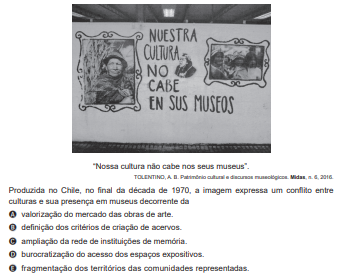 NUESTRA
CULTURA
NO
CABE
EN SUS MUSEOS
"Nossa cultura não cabe nos seus museus".
TOLENTINO, A. B. Patrimônio cultural e discursos museológicos. Midas, n. 6, 2016.
Produzida no Chile, no final da década de 1970, a imagem expressa um conflito entre
culturas e sua presença em museus decorrente da
A valorização do mercado das obras de arte.
B definição dos critérios de criação de acervos.
C ampliação da rede de instituições de memória.
D burocratização do acesso dos espaços expositivos.
E fragmentação dos territórios das comunidades representadas.